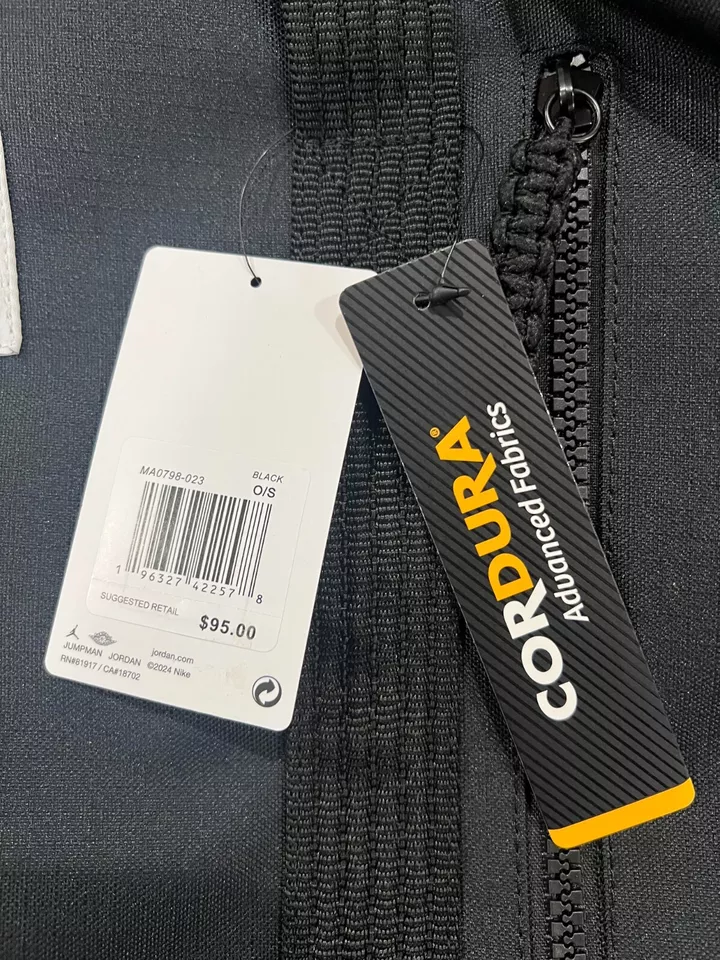 MA0798-023
BLACK
O/S
1 96327 42257 8
SUGGESTED RETAIL
$95.00
JUMPMAN JORDAN jordan.com
RN#81917 / CA#18702 ©2024 Nike
CORDURA®
Advanced Fabrics